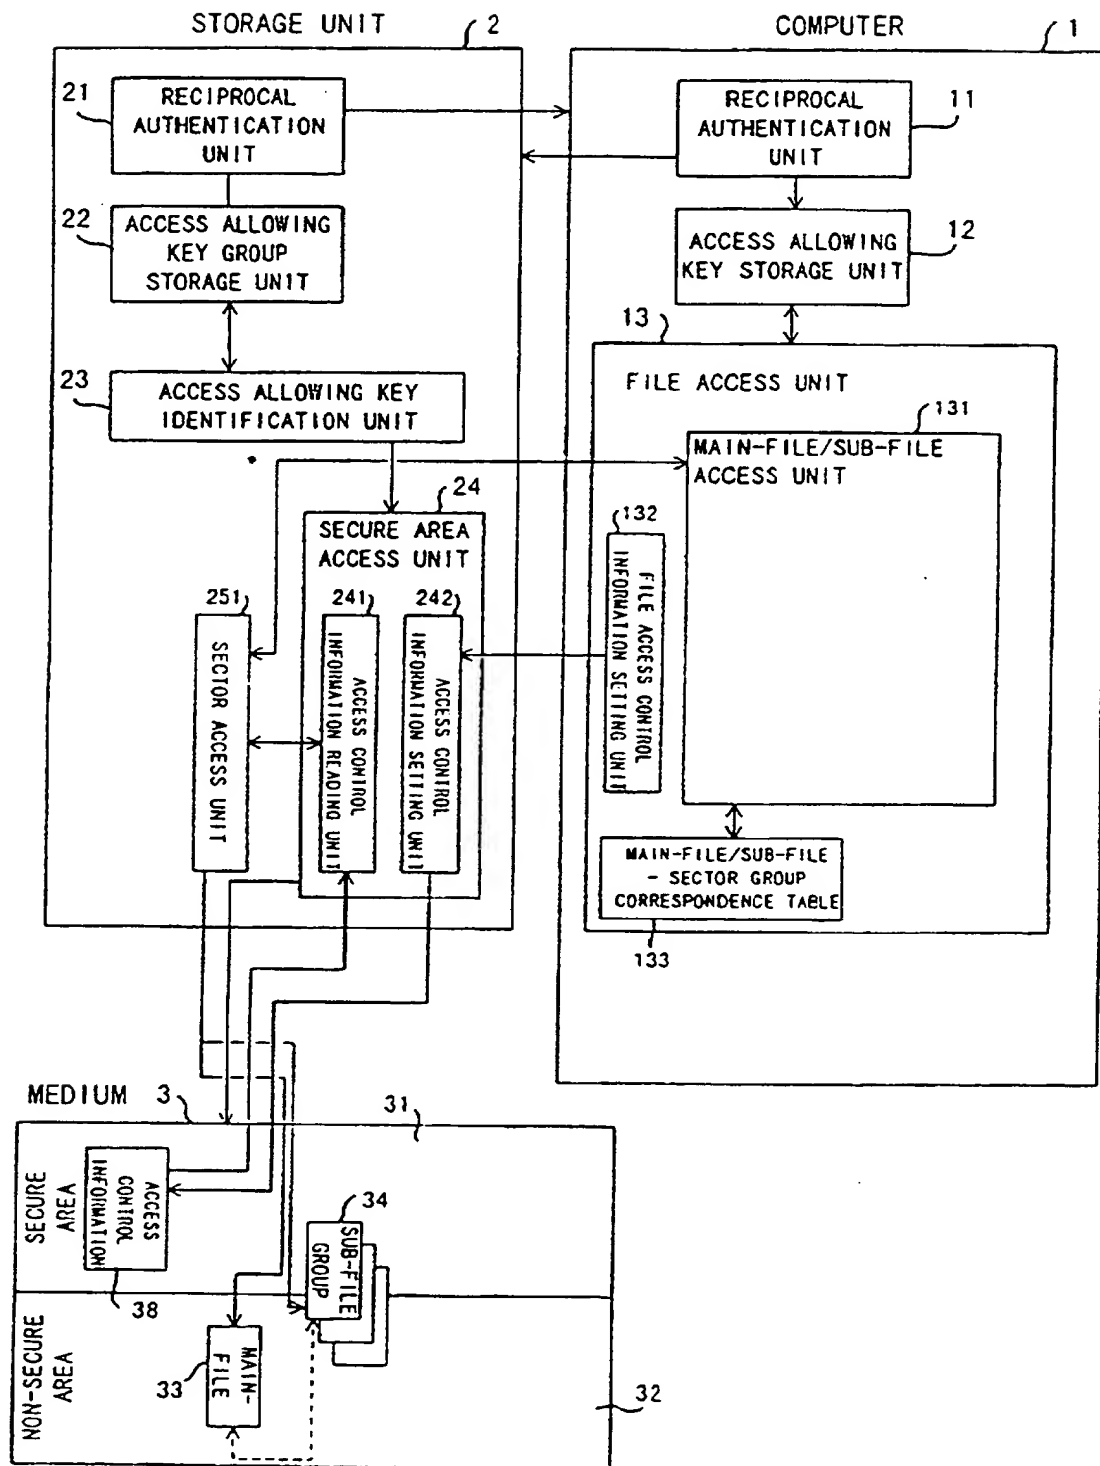 STORAGE UNIT
2
COMPUTER
1
21
RECIPROCAL
AUTHENTICATION
UNIT
RECIPROCAL
AUTHENTICATION
UNIT
11
22
ACCESS ALLOWING
KEY GROUP
STORAGE UNIT
ACCESS ALLOWING
KEY STORAGE UNIT
12
13
23
ACCESS ALLOWING KEY
IDENTIFICATION UNIT
FILE ACCESS UNIT
131
MAIN-FILE/SUB-FILE
ACCESS UNIT
24
SECURE AREA
ACCESS UNIT
132
FILE ACCESS CONTROL
INFORMATION SETTING UNIT
251
241
242
SECTOR ACCESS UNIT
ACCESS CONTROL
INFORMATION READING UNIT
ACCESS CONTROL
INFORMATION SETTING UNIT
MAIN-FILE/SUB-FILE
- SECTOR GROUP
CORRESPONDENCE TABLE
133
MEDIUM
3
31
SECURE
AREA
ACCESS
CONTROL
INFORMATION
38
34
SUB-FILE
GROUP
NON-SECURE
AREA
33
MAIN-
FILE
32